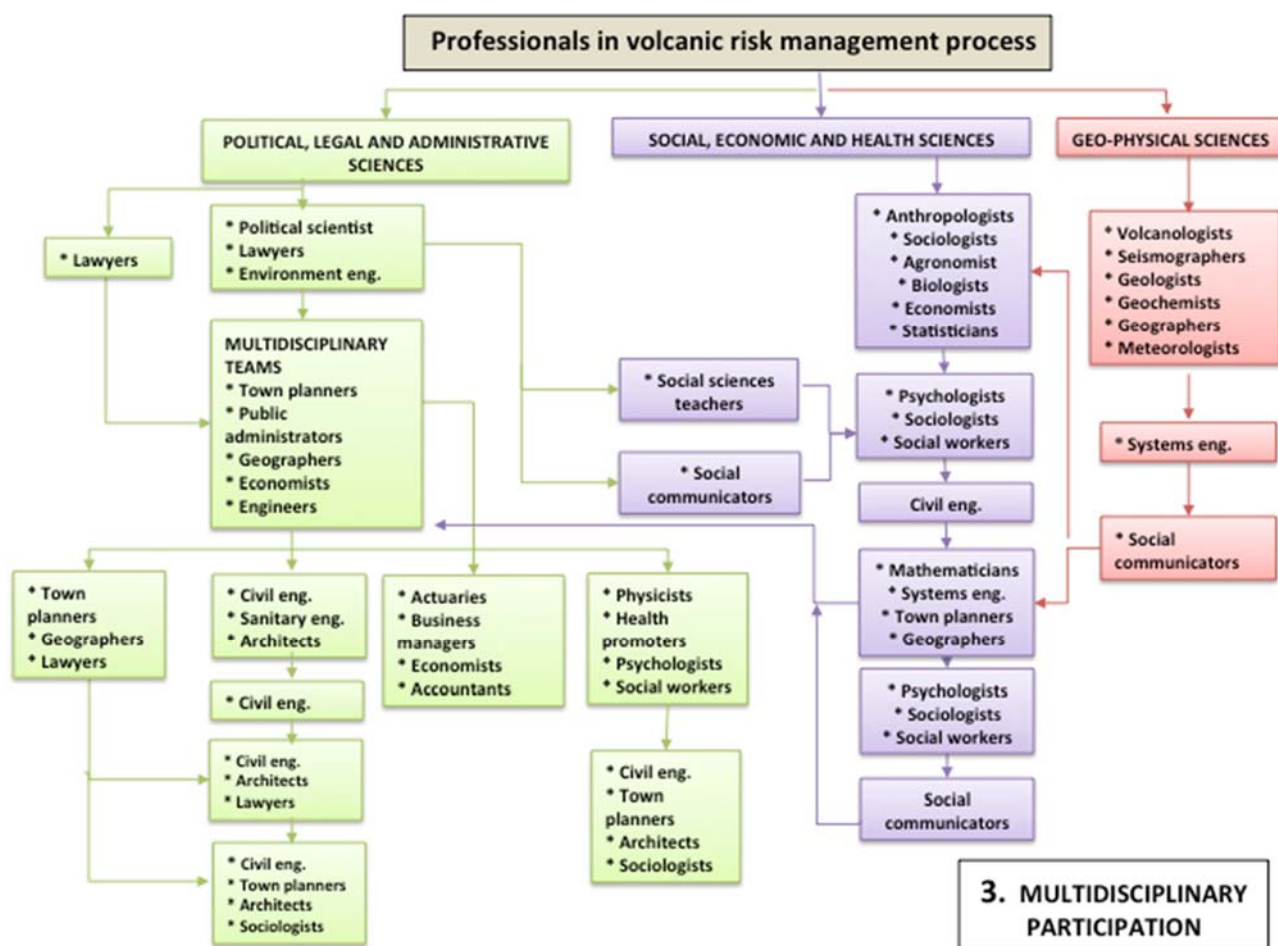 Professionals in volcanic risk management process
POLITICAL, LEGAL AND ADMINISTRATIVE
SCIENCES
SOCIAL, ECONOMIC AND HEALTH SCIENCES
GEO-PHYSICAL SCIENCES
* Lawyers
* Political scientist
* Lawyers
* Environment eng.
MULTIDISCIPLINARY
TEAMS
* Town planners
* Public
administrators
* Geographers
* Economists
* Engineers
* Town
planners
* Geographers
* Lawyers
* Civil eng.
* Sanitary eng.
* Architects
* Civil eng.
* Civil eng.
* Architects
* Lawyers
* Civil eng.
* Town planners
* Architects
* Sociologists
* Actuaries
* Business
managers
* Economists
* Accountants
* Physicists
* Health
promoters
* Psychologists
* Social workers
* Civil eng.
* Town
planners
* Architects
* Sociologists
* Social sciences
teachers
* Social
communicators
* Anthropologists
* Sociologists
* Agronomist
* Biologists
* Economists
* Statisticians
* Psychologists
* Sociologists
* Social workers
Civil eng.
* Mathematicians
* Systems eng.
* Town planners
* Geographers
* Psychologists
* Sociologists
* Social workers
Social
communicators
* Volcanologists
* Seismographers
* Geologists
* Geochemists
* Geographers
* Meteorologists
* Systems eng.
* Social
communicators
3. MULTIDISCIPLINARY
PARTICIPATION